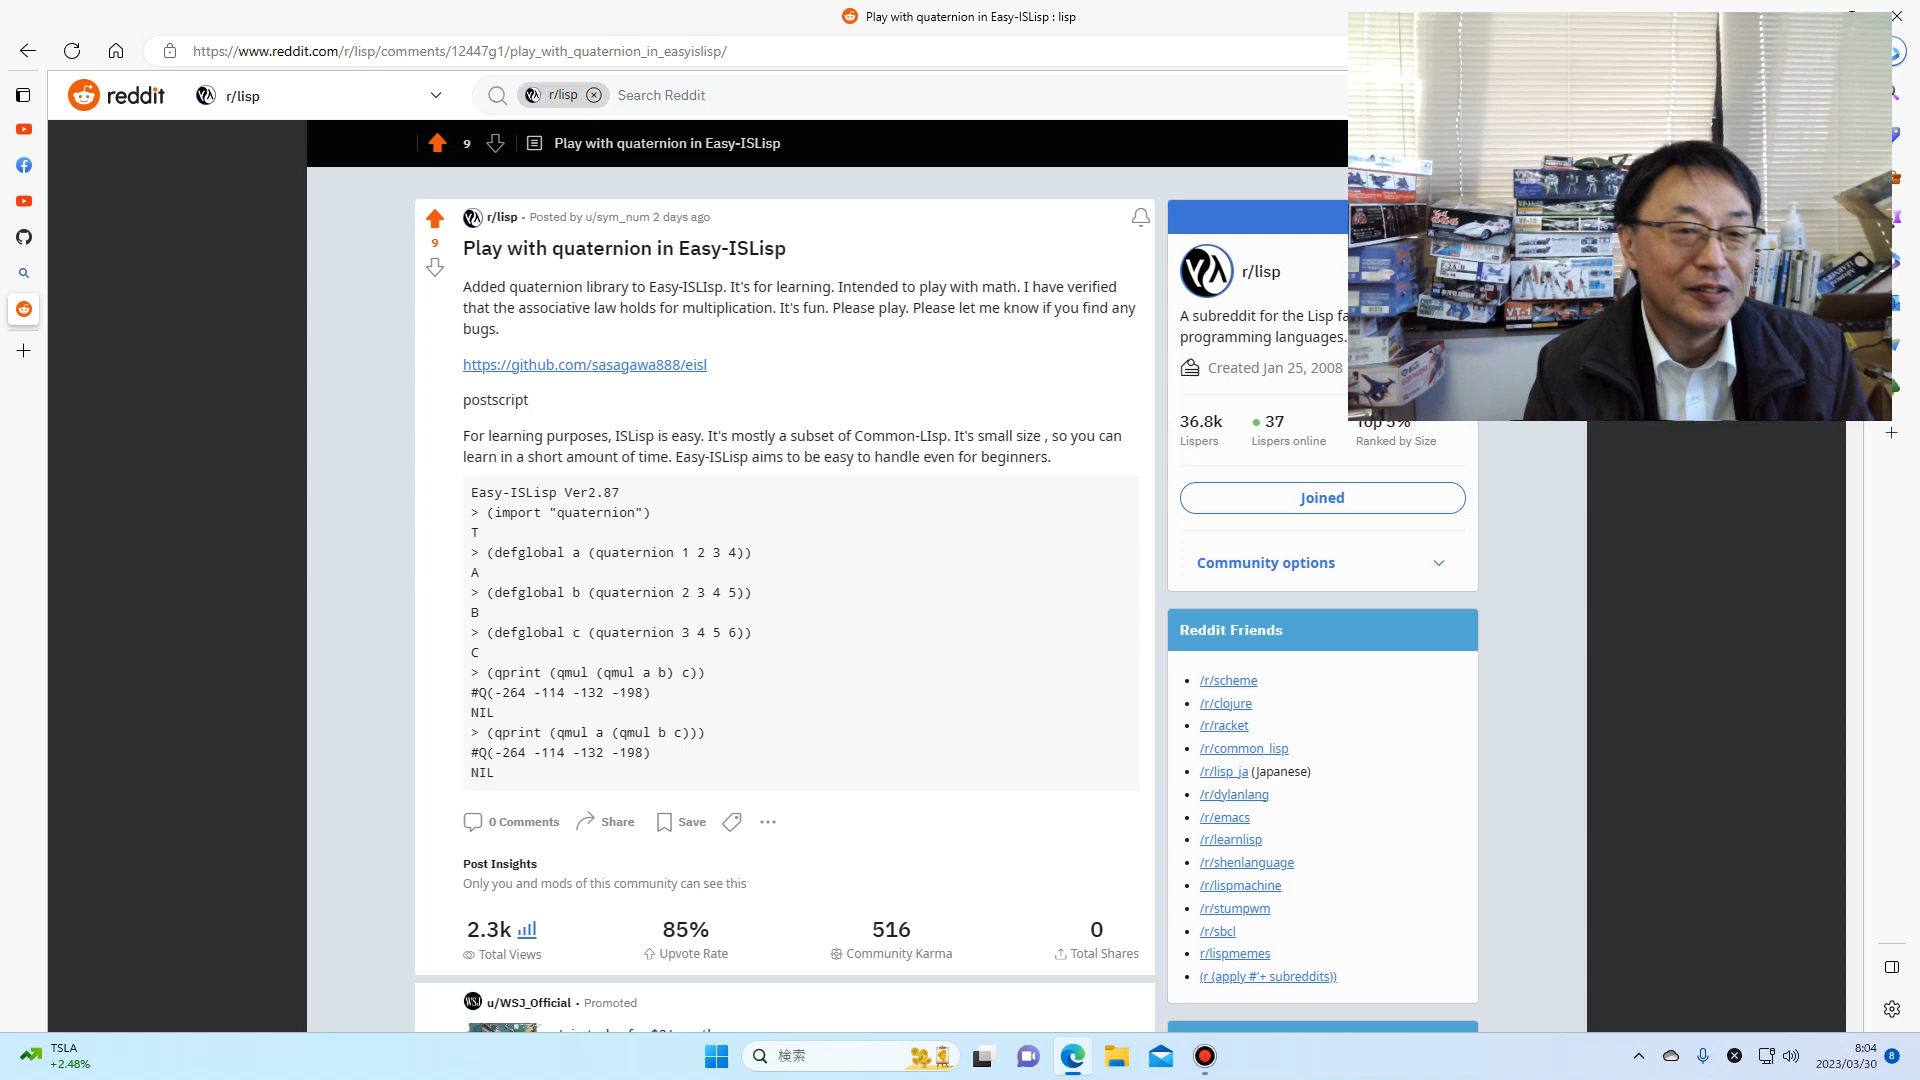 Play with quaternion in Easy-ISLisp : lisp
https://www.reddit.com/r/lisp/comments/12447g1/play_with_quaternion_in_easyislisp/
reddit
r/lisp
r/lisp
Search Reddit
9
Play with quaternion in Easy-ISLisp
r/lisp · Posted by u/sym_num 2 days ago
9
Play with quaternion in Easy-ISLisp
Added quaternion library to Easy-ISLIsp. It's for learning. Intended to play with math. I have verified
that the associative law holds for multiplication. It's fun. Please play. Please let me know if you find any
bugs.
https://github.com/sasagawa888/eisl
postscript
For learning purposes, ISLisp is easy. It's mostly a subset of Common-LIsp. It's small size , so you can
learn in a short amount of time. Easy-ISLisp aims to be easy to handle even for beginners.
Easy-ISLisp Ver2.87
> (import "quaternion")
T
> (defglobal a (quaternion 1 2 3 4))
A
> (defglobal b (quaternion 2 3 4 5))
B
> (defglobal c (quaternion 3 4 5 6))
C
> (qprint (qmul (qmul a b) c))
#Q(-264 -114 -132 -198)
NIL
> (qprint (qmul a (qmul b c)))
#Q(-264 -114 -132 -198)
NIL
0 Comments
Share
Save
Post Insights
Only you and mods of this community can see this
2.3k
85%
516
0
Total Views
Upvote Rate
Community Karma
Total Shares
WSJ
u/WSJ_Official · Promoted
r/lisp
A subreddit for the Lisp fa
programming languages.
Created Jan 25, 2008
36.8k
37
Top 5%
Lispers
Lispers online
Ranked by Size
Joined
Community options
Reddit Friends
/r/scheme
/r/clojure
/r/racket
/r/common_lisp
/r/lisp_ja (Japanese)
/r/dylanlang
/r/emacs
/r/learnlisp
/r/shenlanguage
/r/lispmachine
/r/stumpwm
/r/sbcl
r/lispmemes
(r (apply #'+ subreddits))
VT-1
TSLA
+2.48%
検索
8:04
2023/03/30
8